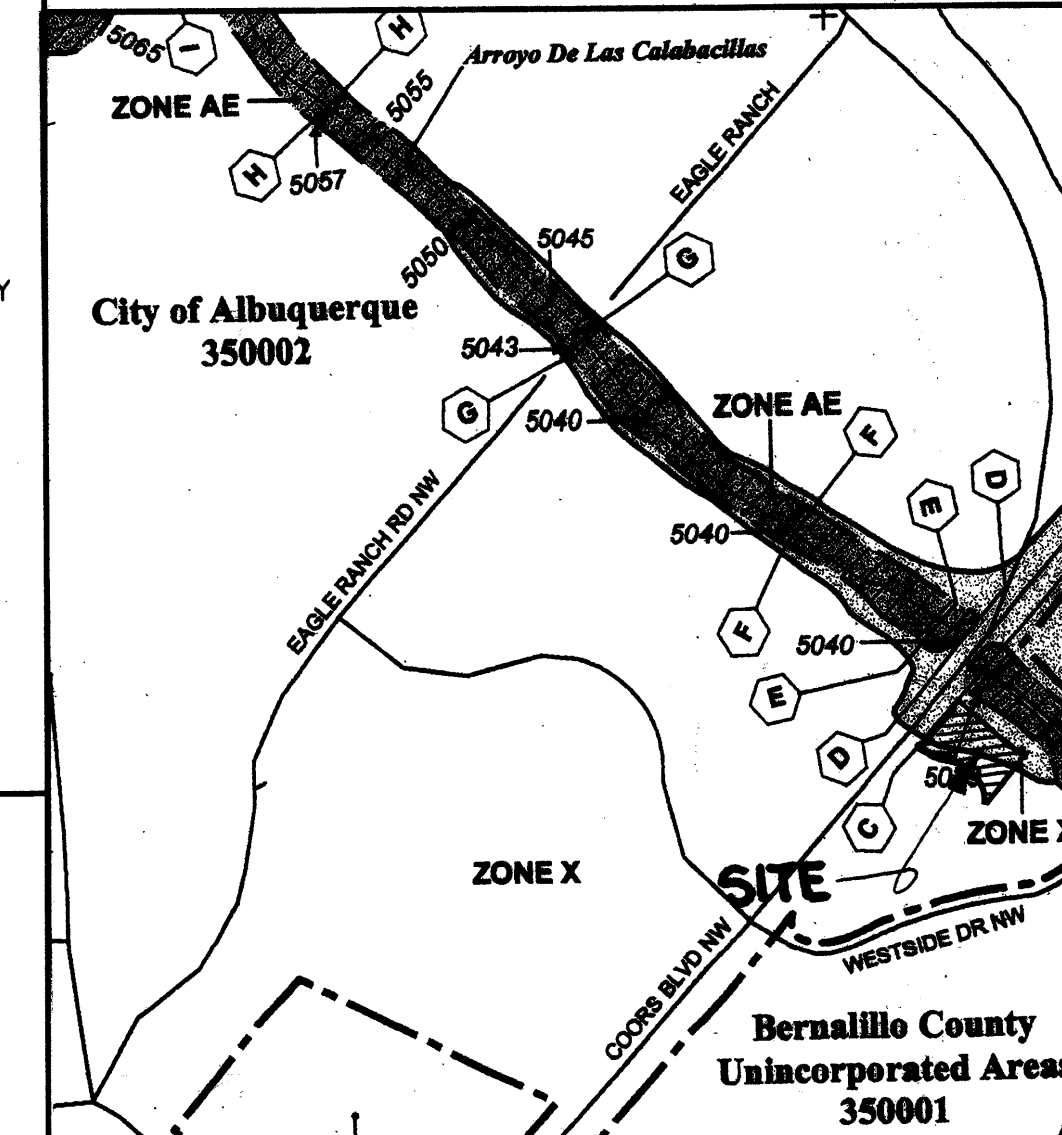 5065
I
H
Arroyo De Las Calabacillas
ZONE AE
5055
EAGLE RANCH
H
5057
5045
5050
G
City of Albuquerque
350002
5043
G
5040
ZONE AE
F
E
D
5040
EAGLE RANCH RD NW
F
5040
E
D
C
ZONE X
ZONE X
SITE
COORS BLVD NW
WESTSIDE DR NW
Bernalillo County
Unincorporated Areas
350001
Y